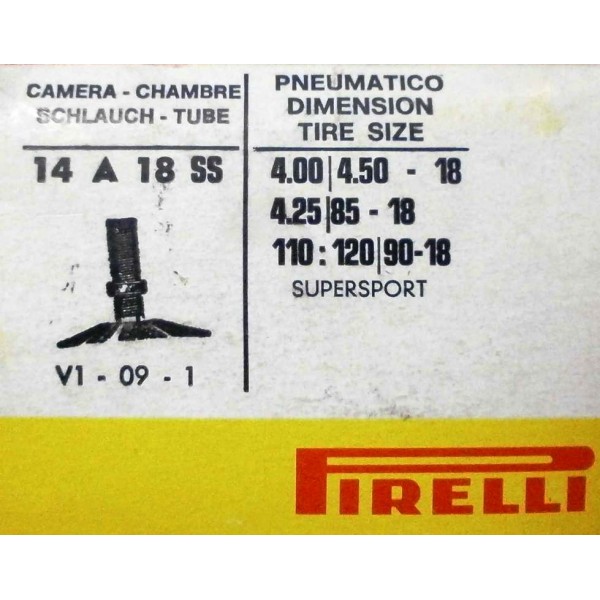 CAMERA - CHAMBRE
SCHLAUCH - TUBE
14 A 18 SS
V1 - 09 - 1
PNEUMATICO
DIMENSION
TIRE SIZE
4.00|4.50 - 18
4.25|85 - 18
110 : 120|90-18
SUPERSPORT
PIRELLI